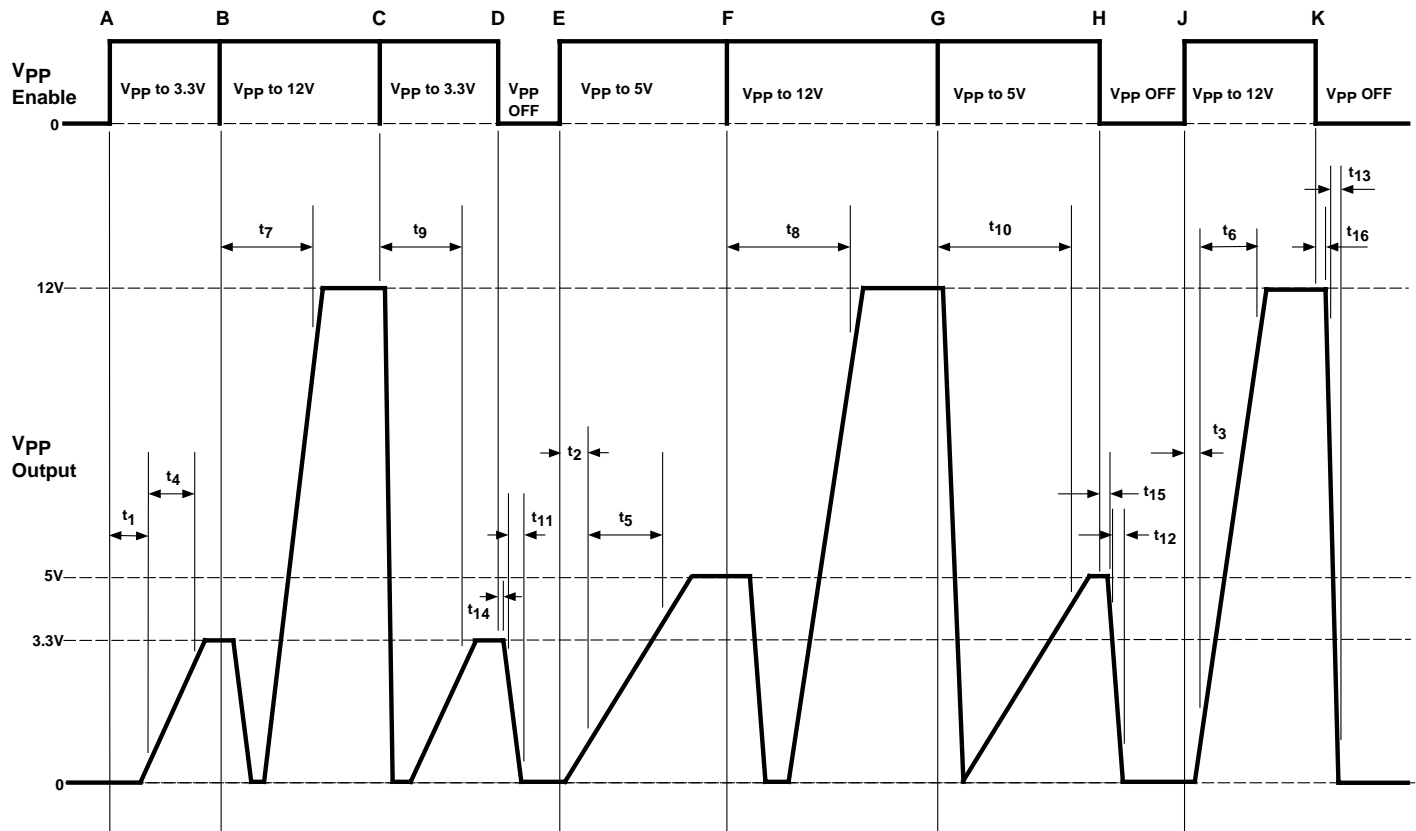 A B C D E F G H J K
VPP
Enable
VPP to 3.3V VPP to 12V VPP to 3.3V VPP
OFF VPP to 5V VPP to 12V VPP to 5V VPP OFF VPP to 12V VPP OFF
0
t13
t7 t9 t8 t10 t6 t16
12V
VPP
Output
t2 t3
t4 t15
t1 t11 t5 t12
5V
t14
3.3V
0